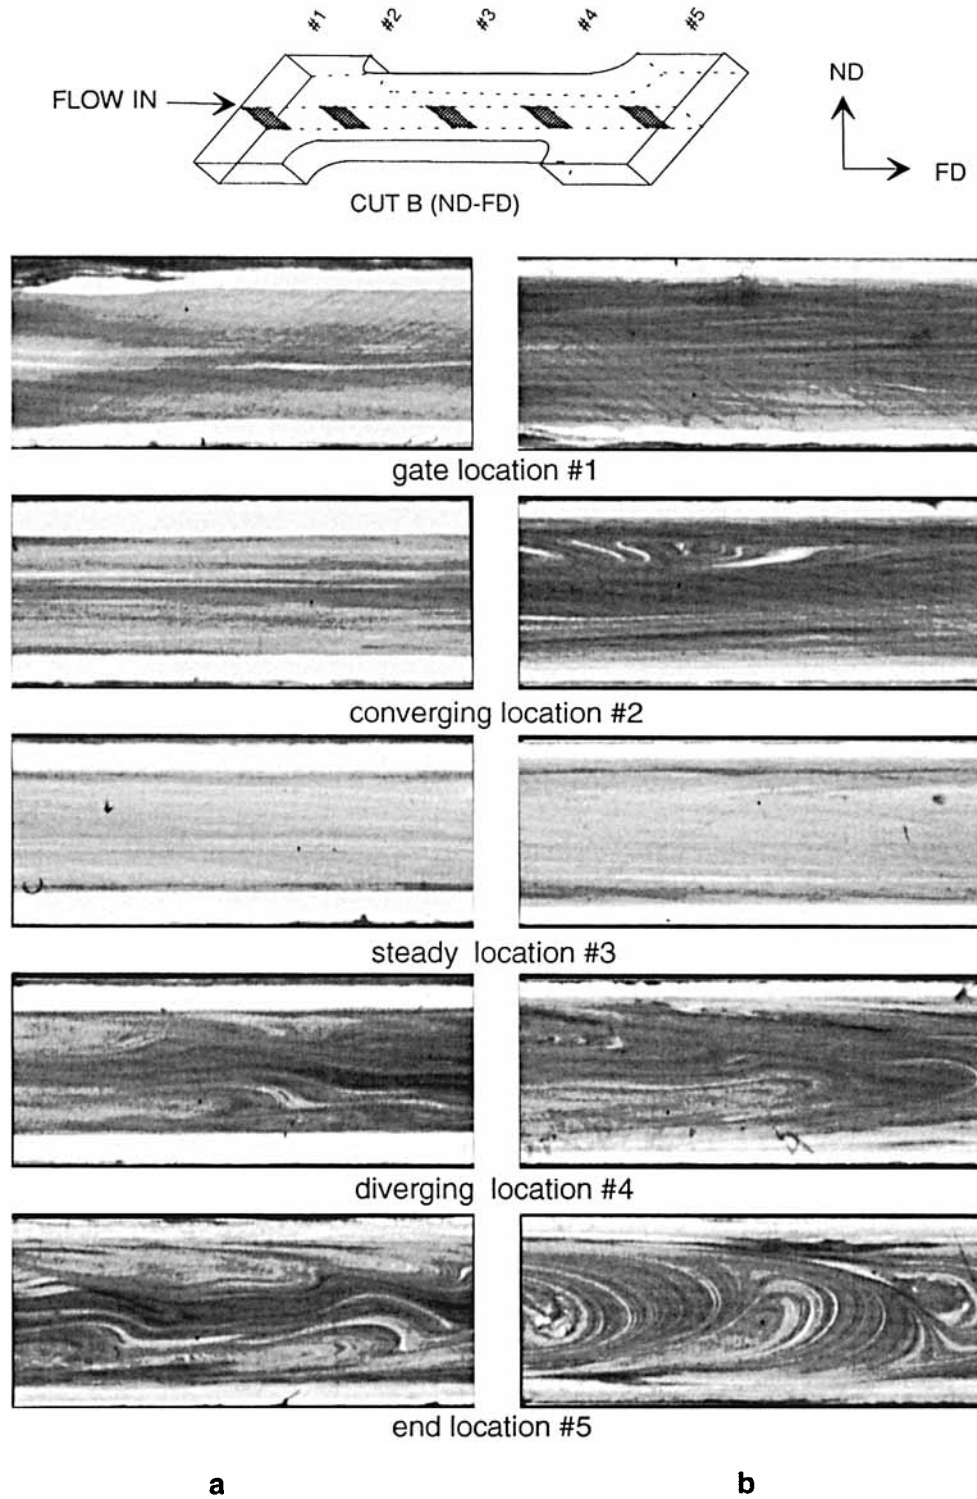 #1 #2 #3 #4 #5
FLOW IN
ND
FD
CUT B (ND-FD)
gate location #1
converging location #2
steady location #3
diverging location #4
end location #5
a b